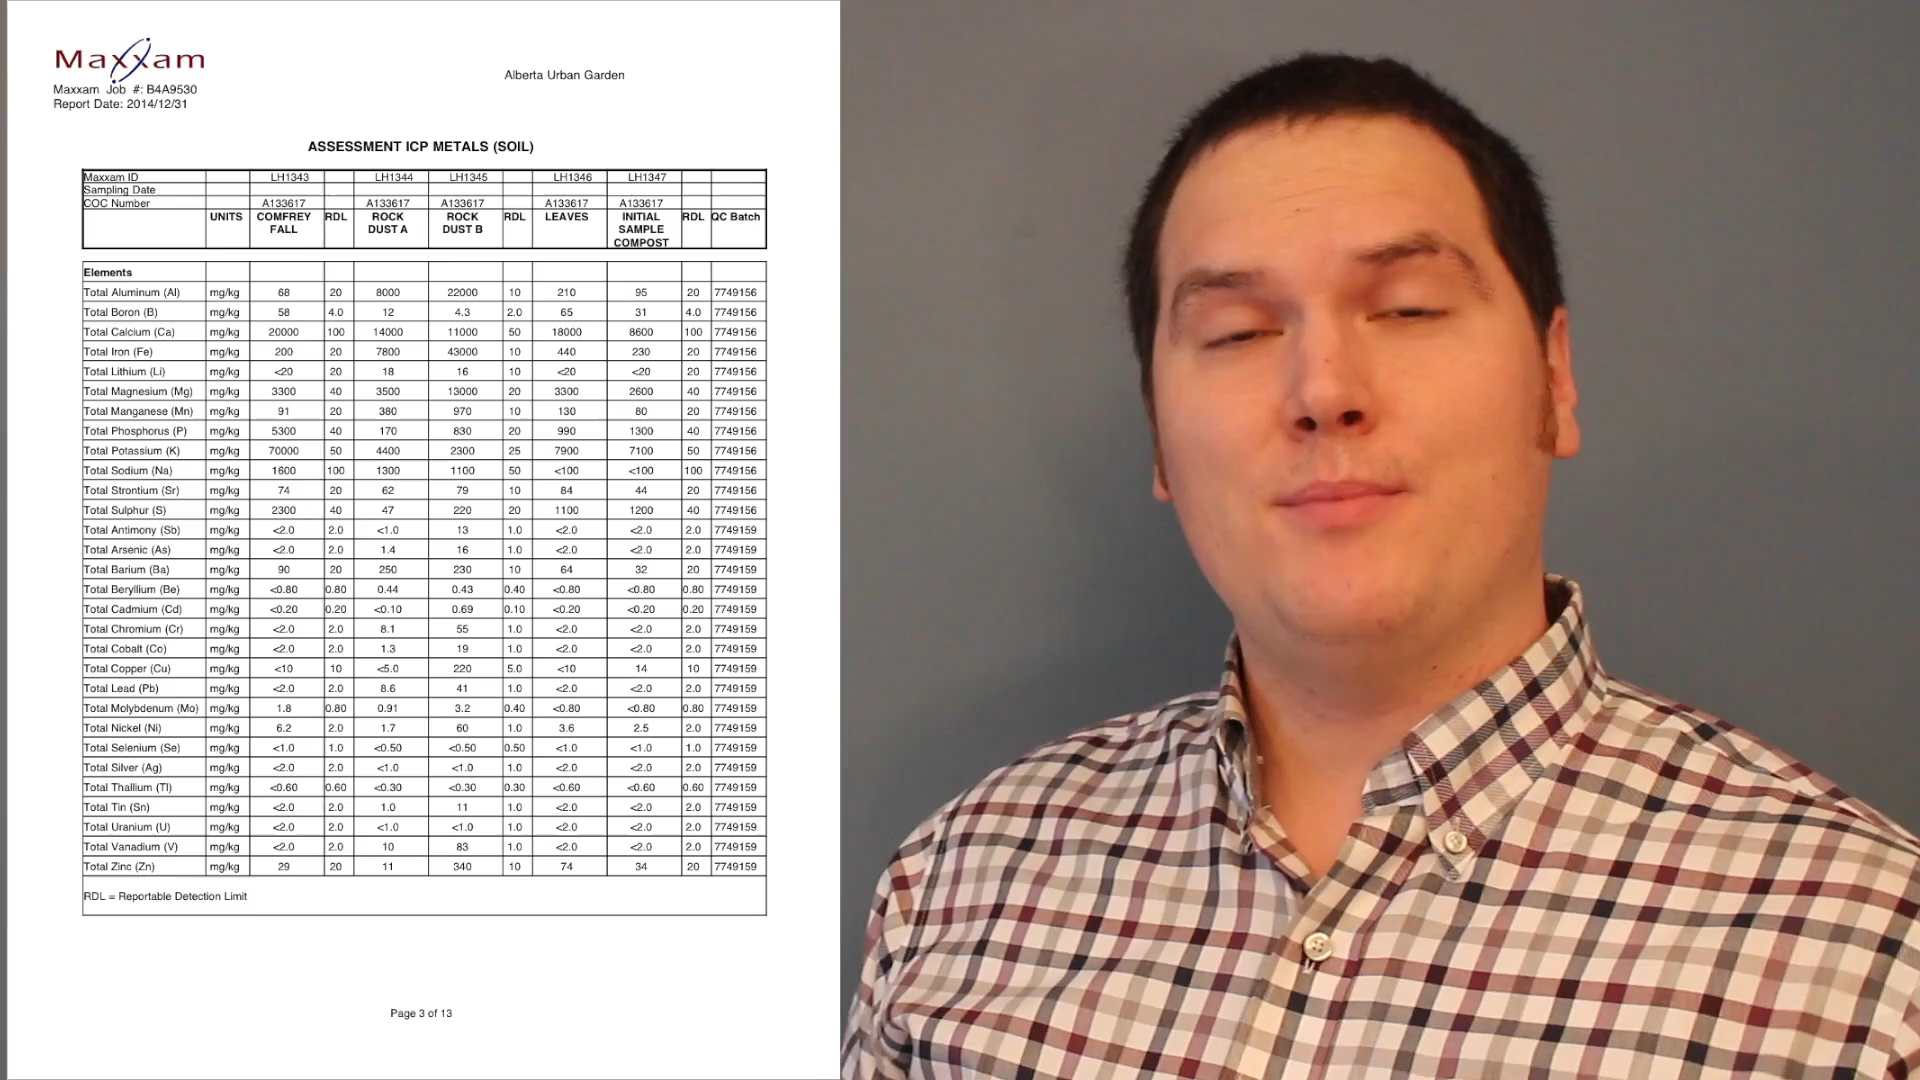 Maxxam
Alberta Urban Garden
Maxxam Job #: B4A9530
Report Date: 2014/12/31
ASSESSMENT ICP METALS (SOIL)
Maxxam ID LH1343 LH1344 LH1345 LH1346 LH1347
Sampling Date
COC Number A133617 A133617 A133617 A133617 A133617
UNITS COMFREY FALL RDL ROCK DUST A ROCK DUST B RDL LEAVES INITIAL SAMPLE COMPOST RDL QC Batch
Elements
Total Aluminum (Al) mg/kg 68 20 8000 22000 10 210 95 20 7749156
Total Boron (B) mg/kg 58 4.0 12 4.3 2.0 65 31 4.0 7749156
Total Calcium (Ca) mg/kg 20000 100 14000 11000 50 18000 8600 100 7749156
Total Iron (Fe) mg/kg 200 20 7800 43000 10 440 230 20 7749156
Total Lithium (Li) mg/kg <20 20 18 16 10 <20 <20 20 7749156
Total Magnesium (Mg) mg/kg 3300 40 3500 13000 20 3300 2600 40 7749156
Total Manganese (Mn) mg/kg 91 20 380 970 10 130 80 20 7749156
Total Phosphorus (P) mg/kg 5300 40 170 830 20 990 1300 40 7749156
Total Potassium (K) mg/kg 70000 50 4400 2300 25 7900 7100 50 7749156
Total Sodium (Na) mg/kg 1600 100 1300 1100 50 <100 <100 100 7749156
Total Strontium (Sr) mg/kg 74 20 62 79 10 84 44 20 7749156
Total Sulphur (S) mg/kg 2300 40 47 220 20 1100 1200 40 7749156
Total Antimony (Sb) mg/kg <2.0 2.0 <1.0 13 1.0 <2.0 <2.0 2.0 7749159
Total Arsenic (As) mg/kg <2.0 2.0 1.4 16 1.0 <2.0 <2.0 2.0 7749159
Total Barium (Ba) mg/kg 90 20 250 230 10 64 32 20 7749159
Total Beryllium (Be) mg/kg <0.80 0.80 0.44 0.43 0.40 <0.80 <0.80 0.80 7749159
Total Cadmium (Cd) mg/kg <0.20 0.20 <0.10 0.69 0.10 <0.20 <0.20 0.20 7749159
Total Chromium (Cr) mg/kg <2.0 2.0 8.1 55 1.0 <2.0 <2.0 2.0 7749159
Total Cobalt (Co) mg/kg <2.0 2.0 1.3 19 1.0 <2.0 <2.0 2.0 7749159
Total Copper (Cu) mg/kg <10 10 <5.0 220 5.0 <10 14 10 7749159
Total Lead (Pb) mg/kg <2.0 2.0 8.6 41 1.0 <2.0 <2.0 2.0 7749159
Total Molybdenum (Mo) mg/kg 1.8 0.80 0.91 3.2 0.40 <0.80 <0.80 0.80 7749159
Total Nickel (Ni) mg/kg 6.2 2.0 1.7 60 1.0 3.6 2.5 2.0 7749159
Total Selenium (Se) mg/kg <1.0 1.0 <0.50 <0.50 0.50 <1.0 <1.0 1.0 7749159
Total Silver (Ag) mg/kg <2.0 2.0 <1.0 <1.0 1.0 <2.0 <2.0 2.0 7749159
Total Thallium (Tl) mg/kg <0.60 0.60 <0.30 <0.30 0.30 <0.60 <0.60 0.60 7749159
Total Tin (Sn) mg/kg <2.0 2.0 1.0 11 1.0 <2.0 <2.0 2.0 7749159
Total Uranium (U) mg/kg <2.0 2.0 <1.0 <1.0 1.0 <2.0 <2.0 2.0 7749159
Total Vanadium (V) mg/kg <2.0 2.0 10 83 1.0 <2.0 <2.0 2.0 7749159
Total Zinc (Zn) mg/kg 29 20 11 340 10 74 34 20 7749159
RDL = Reportable Detection Limit
Page 3 of 13